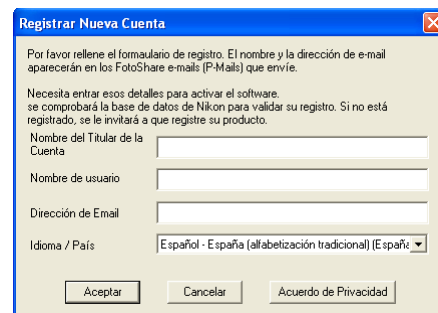 Registrar Nueva Cuenta
Por favor rellene el formaulario de registro. El nombre y la dirección de e-mail
aparecerán en los FotoShare e-mails (P-Mails) que envíe.
Necesita entrar esos detalles para activar el software.
se comprobará la base de datos de Nikon para validar su registro. Si no está
registrado, se le invitará a que registre su producto.
Nombre del Titular de la
Cuenta
Nombre de usuario
Dirección de Email
Idioma / País
Español - España (alfabetización tradicional) (España
Aceptar
Cancelar
Acuerdo de Privacidad